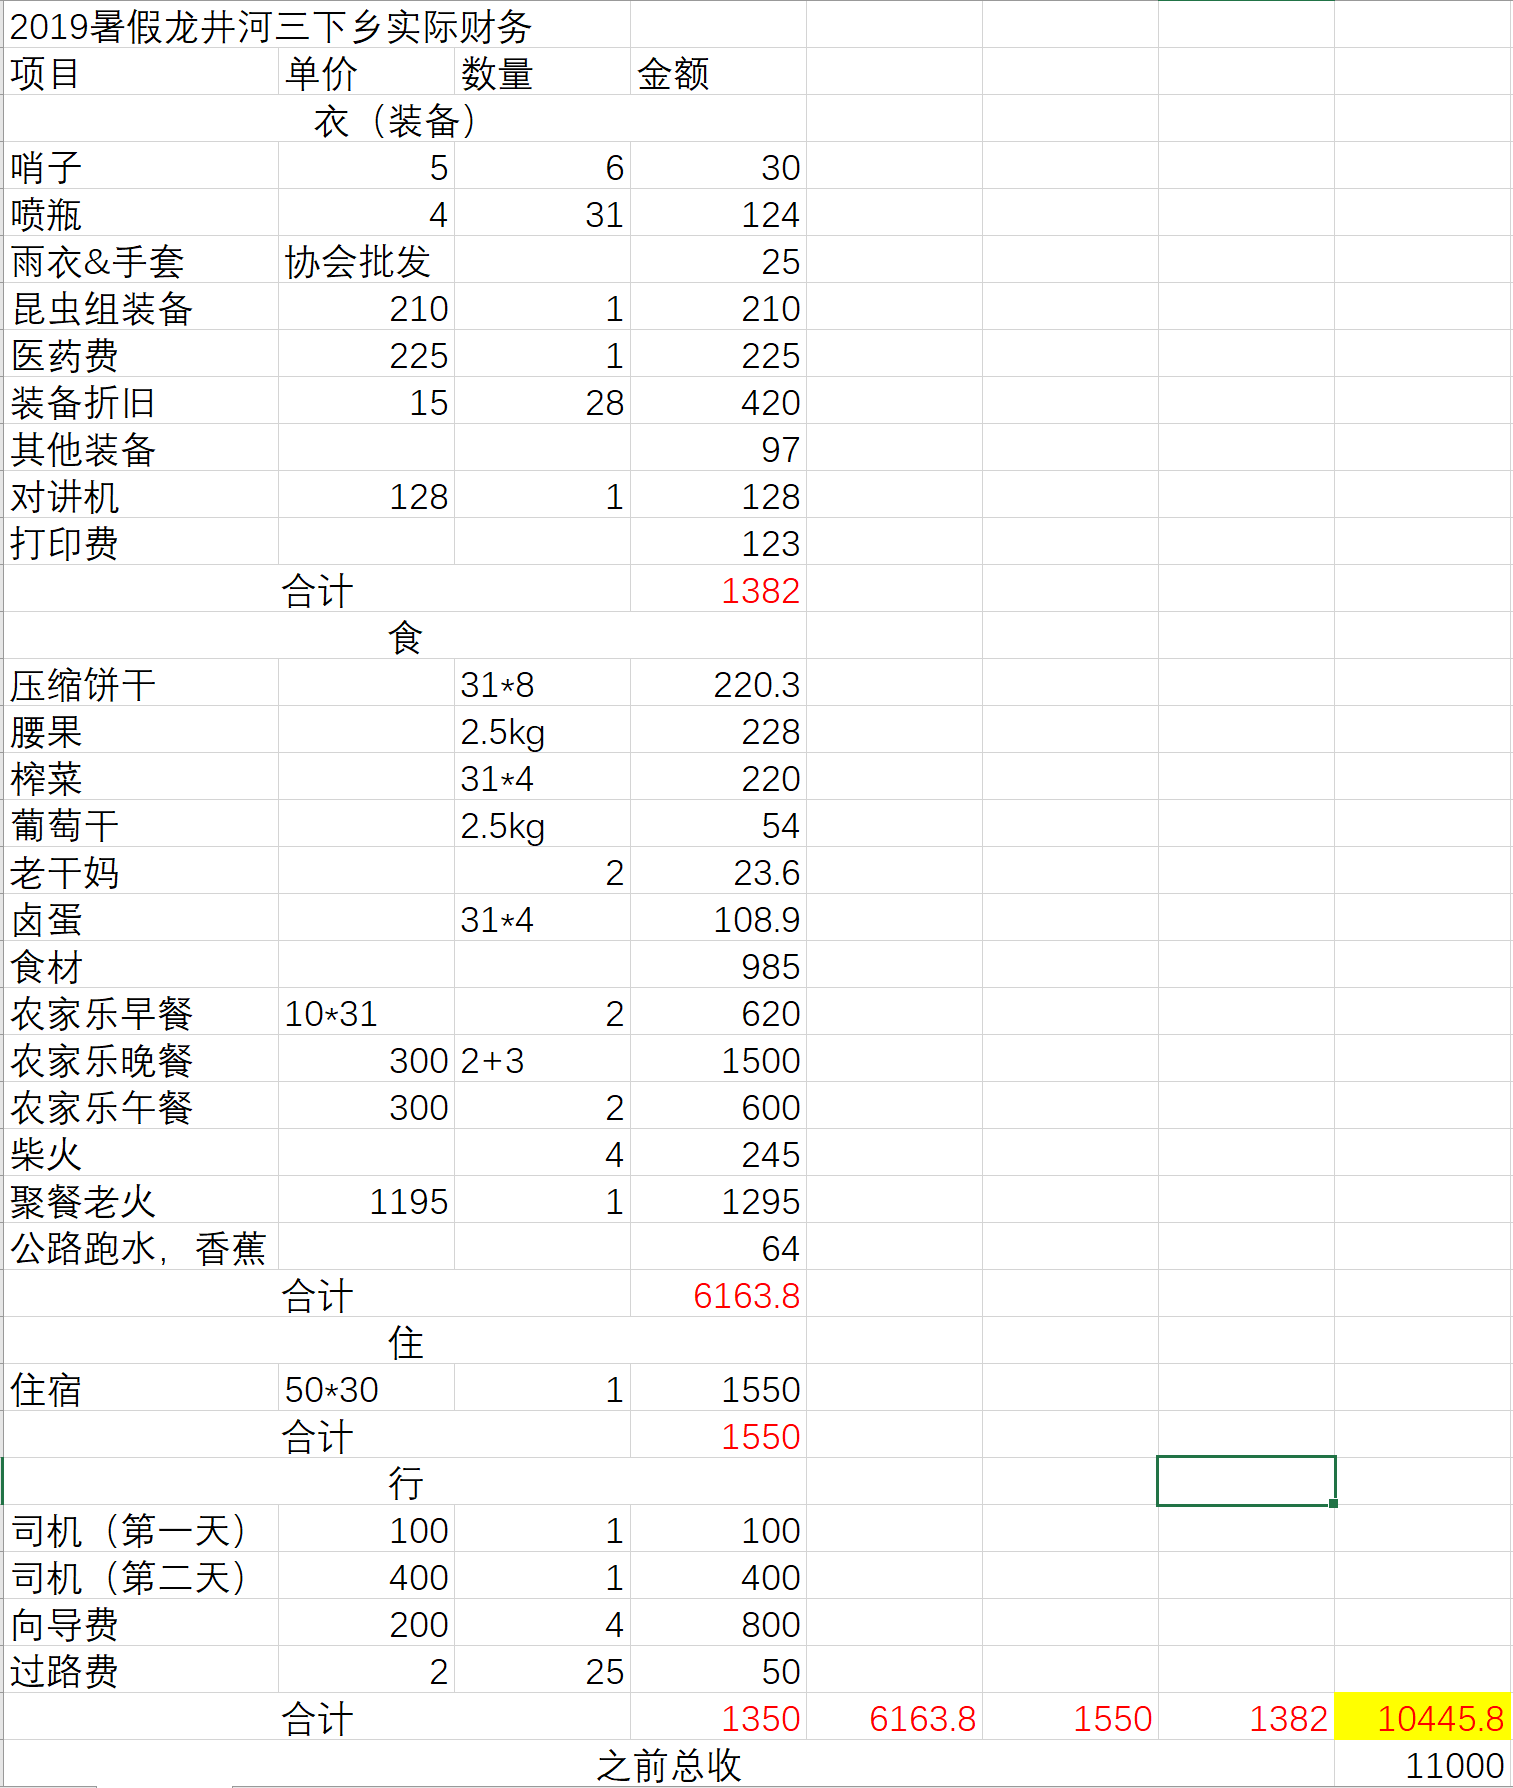 2019暑假龙井河三下乡实际财务
项目 单价 数量 金额
衣（装备）
哨子 5 6 30
喷瓶 4 31 124
雨衣&手套 协会批发 25
昆虫组装备 210 1 210
医药费 225 1 225
装备折旧 15 28 420
其他装备 97
对讲机 128 1 128
打印费 123
合计 1382
食
压缩饼干 31*8 220.3
腰果 2.5kg 228
榨菜 31*4 220
葡萄干 2.5kg 54
老干妈 2 23.6
卤蛋 31*4 108.9
食材 985
农家乐早餐 10*31 2 620
农家乐晚餐 300 2+3 1500
农家乐午餐 300 2 600
柴火 4 245
聚餐老火 1195 1 1295
公路跑水，香蕉 64
合计 6163.8
住
住宿 50*30 1 1550
合计 1550
行
司机（第一天） 100 1 100
司机（第二天） 400 1 400
向导费 200 4 800
过路费 2 25 50
合计 1350 6163.8 1550 1382 10445.8
之前总收 11000